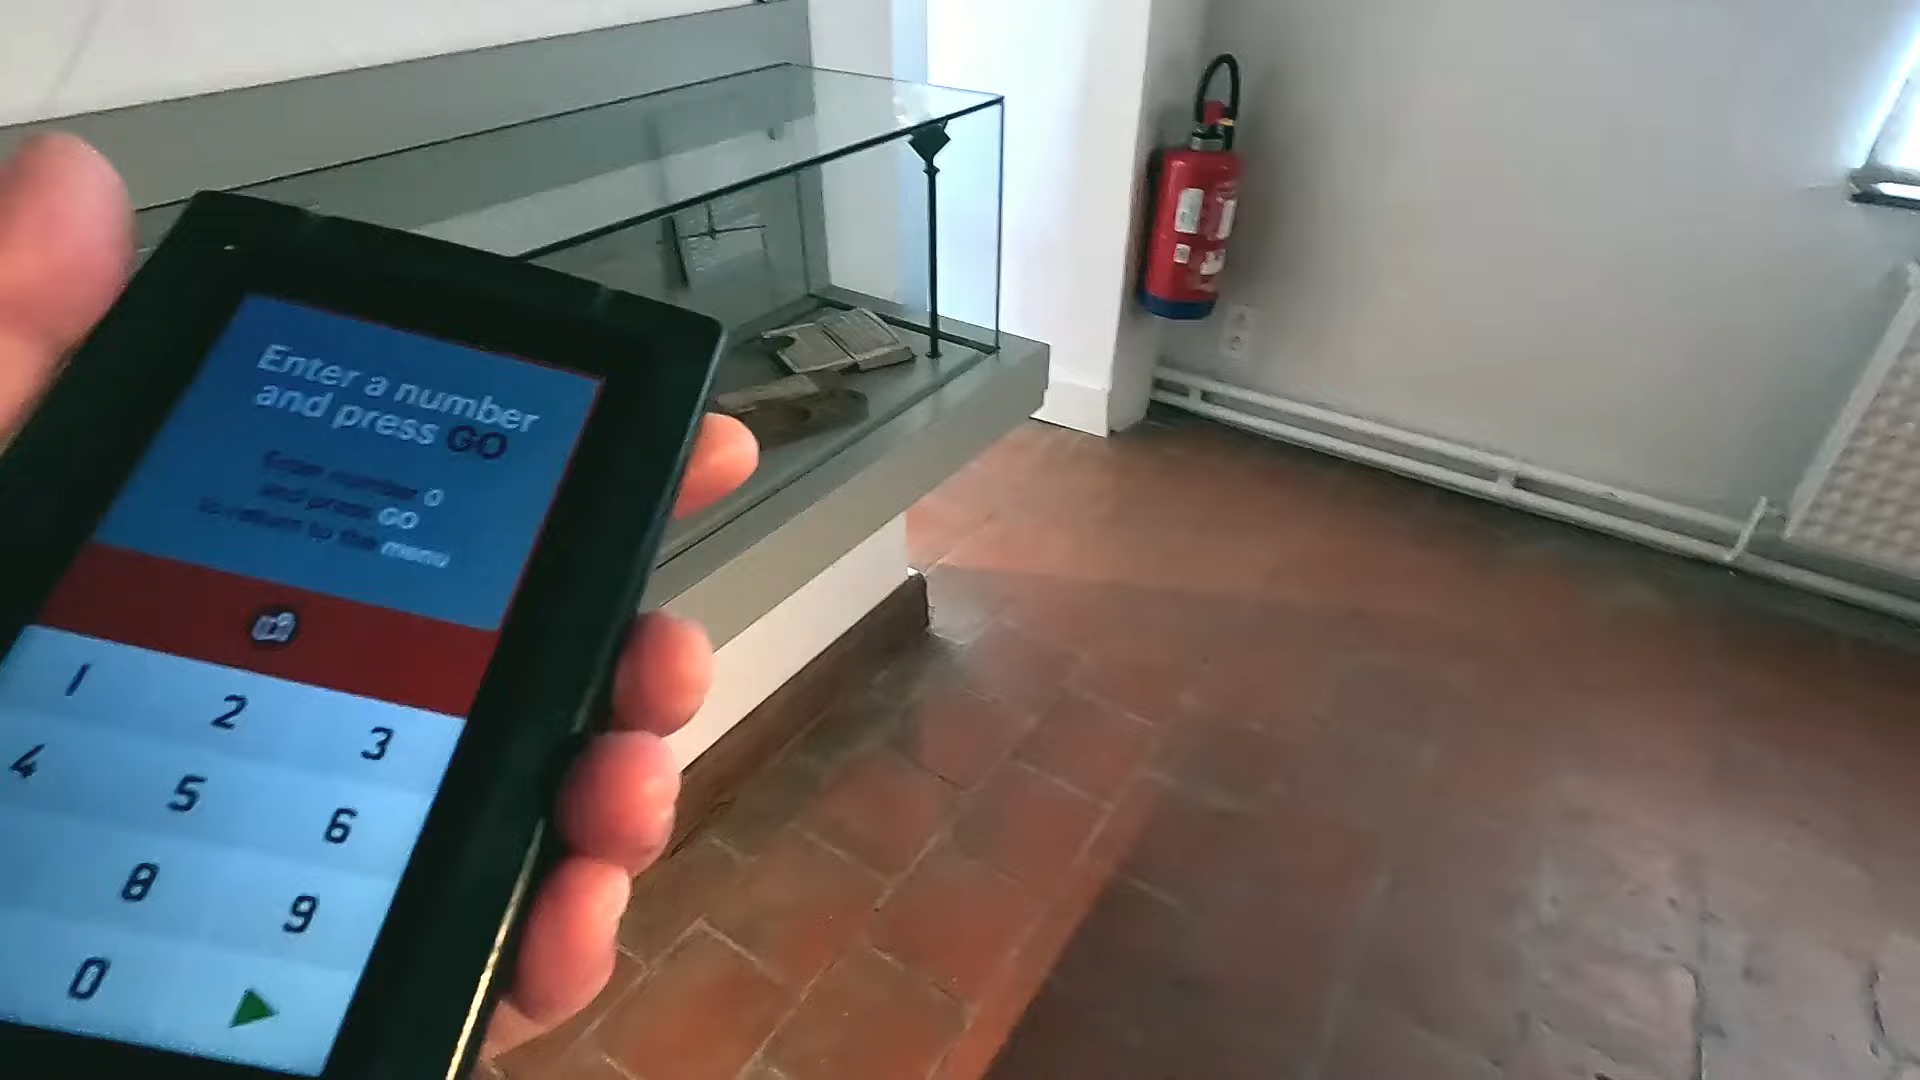 Enter a number
and press GO
Enter number 0
and press GO
to return to the menu
1 2 3
4 5 6
8 9
0